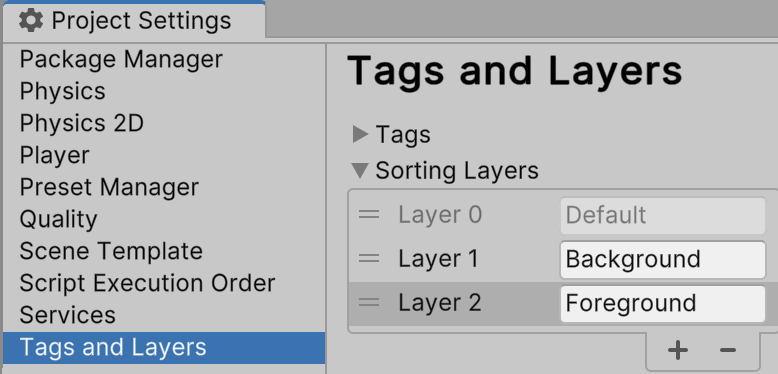 Project Settings
Package Manager
Physics
Physics 2D
Player
Preset Manager
Quality
Scene Template
Script Execution Order
Services
Tags and Layers
Tags and Layers
Tags
Sorting Layers
Layer 0 Default
Layer 1 Background
Layer 2 Foreground